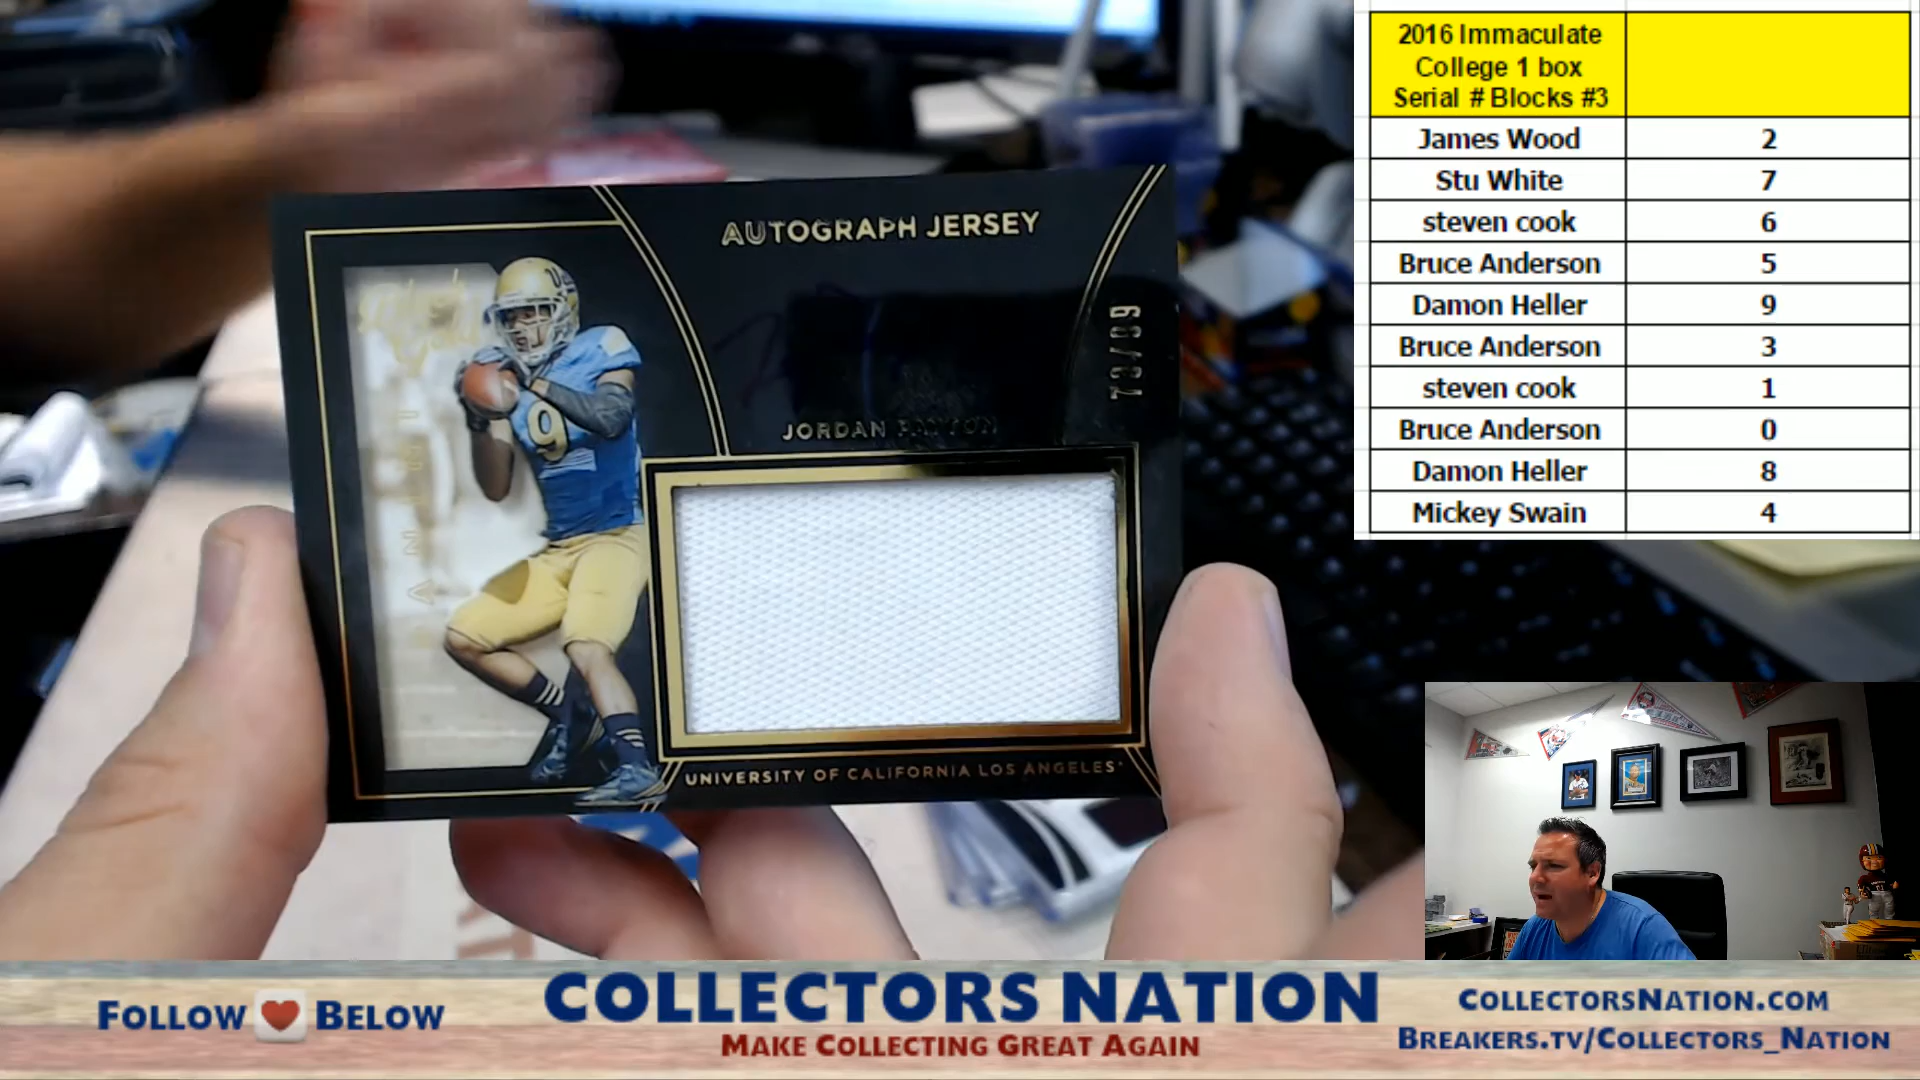 2016 Immaculate
College 1 box
Serial # Blocks #3
James Wood 2
Stu White 7
steven cook 6
Bruce Anderson 5
Damon Heller 9
Bruce Anderson 3
steven cook 1
Bruce Anderson 0
Damon Heller 8
Mickey Swain 4
AUTOGRAPH JERSEY
JORDAN PAYTON
9
UNIVERSITY OF CALIFORNIA LOS ANGELES
FOLLOW BELOW
COLLECTORS NATION
MAKE COLLECTING GREAT AGAIN
COLLECTORSNATION.COM
BREAKERS.TV/COLLECTORS_NATION